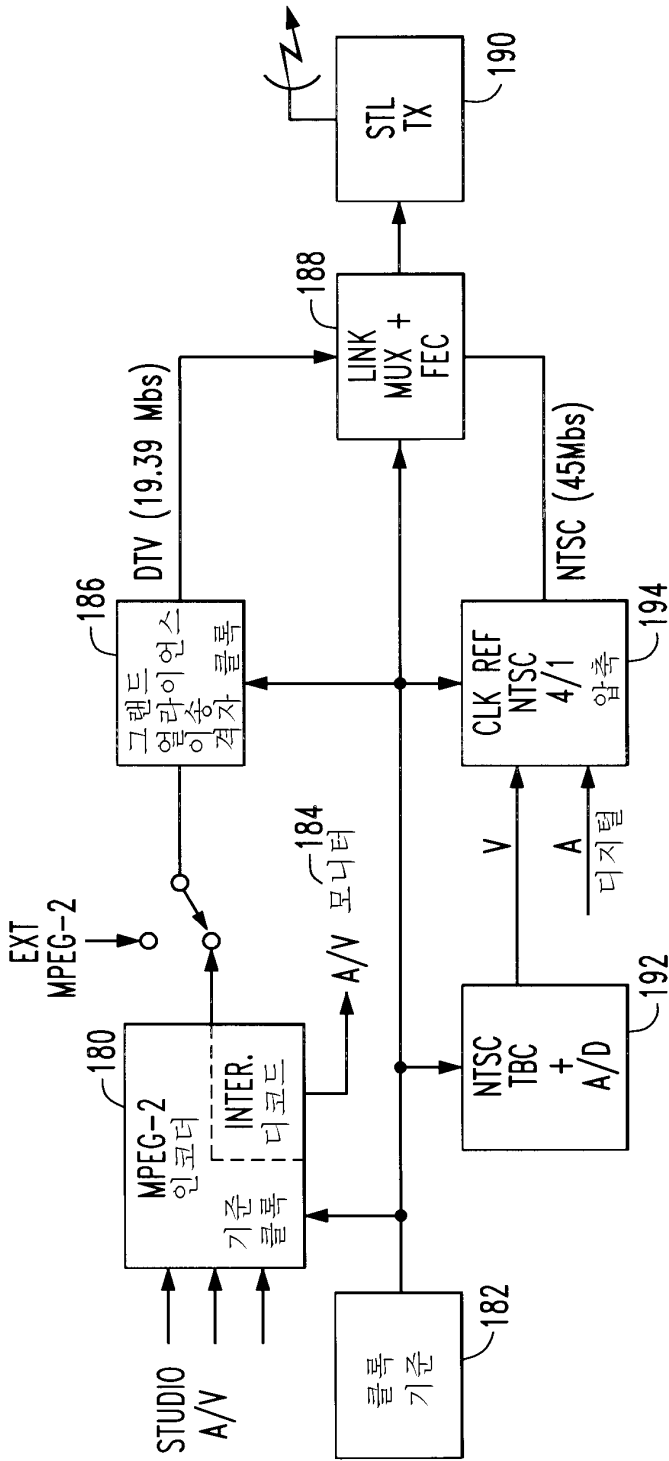 STUDIO
A/V
180
MPEG-2
인코더
기준
클록
INTER.
디코드
EXT
MPEG-2
A/V 모니터
184
186
그랜드
얼라이언스
이송
격자 클록
DTV (19.39 Mbs)
188
LINK
MUX +
FEC
STL
TX
190
클록
기준
182
NTSC
TBC
+
A/D
192
V
A
디지털
CLK REF
NTSC
4/1
압축
194
NTSC (45Mbs)